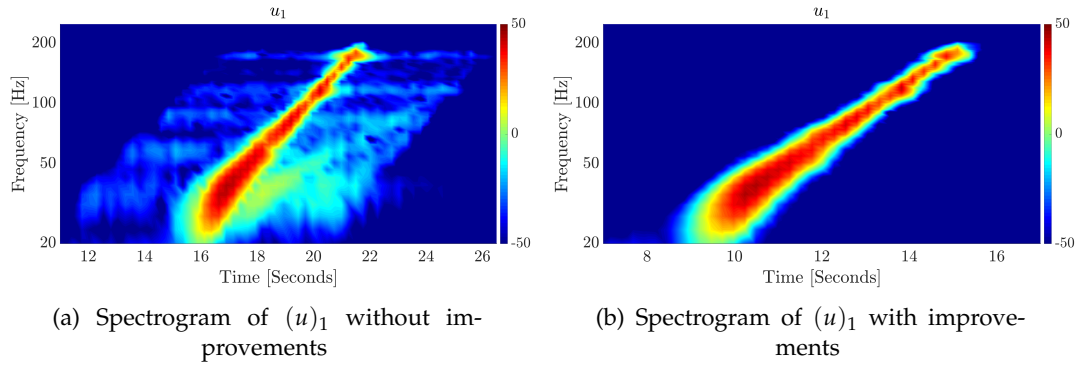 u₁
200
100
50
20
Frequency [Hz]
12 14 16 18 20 22 24 26
Time [Seconds]
50
0
-50
(a) Spectrogram of (u)₁ without im-
provements
u₁
200
100
50
20
Frequency [Hz]
8 10 12 14 16
Time [Seconds]
50
0
-50
(b) Spectrogram of (u)₁ with improve-
ments